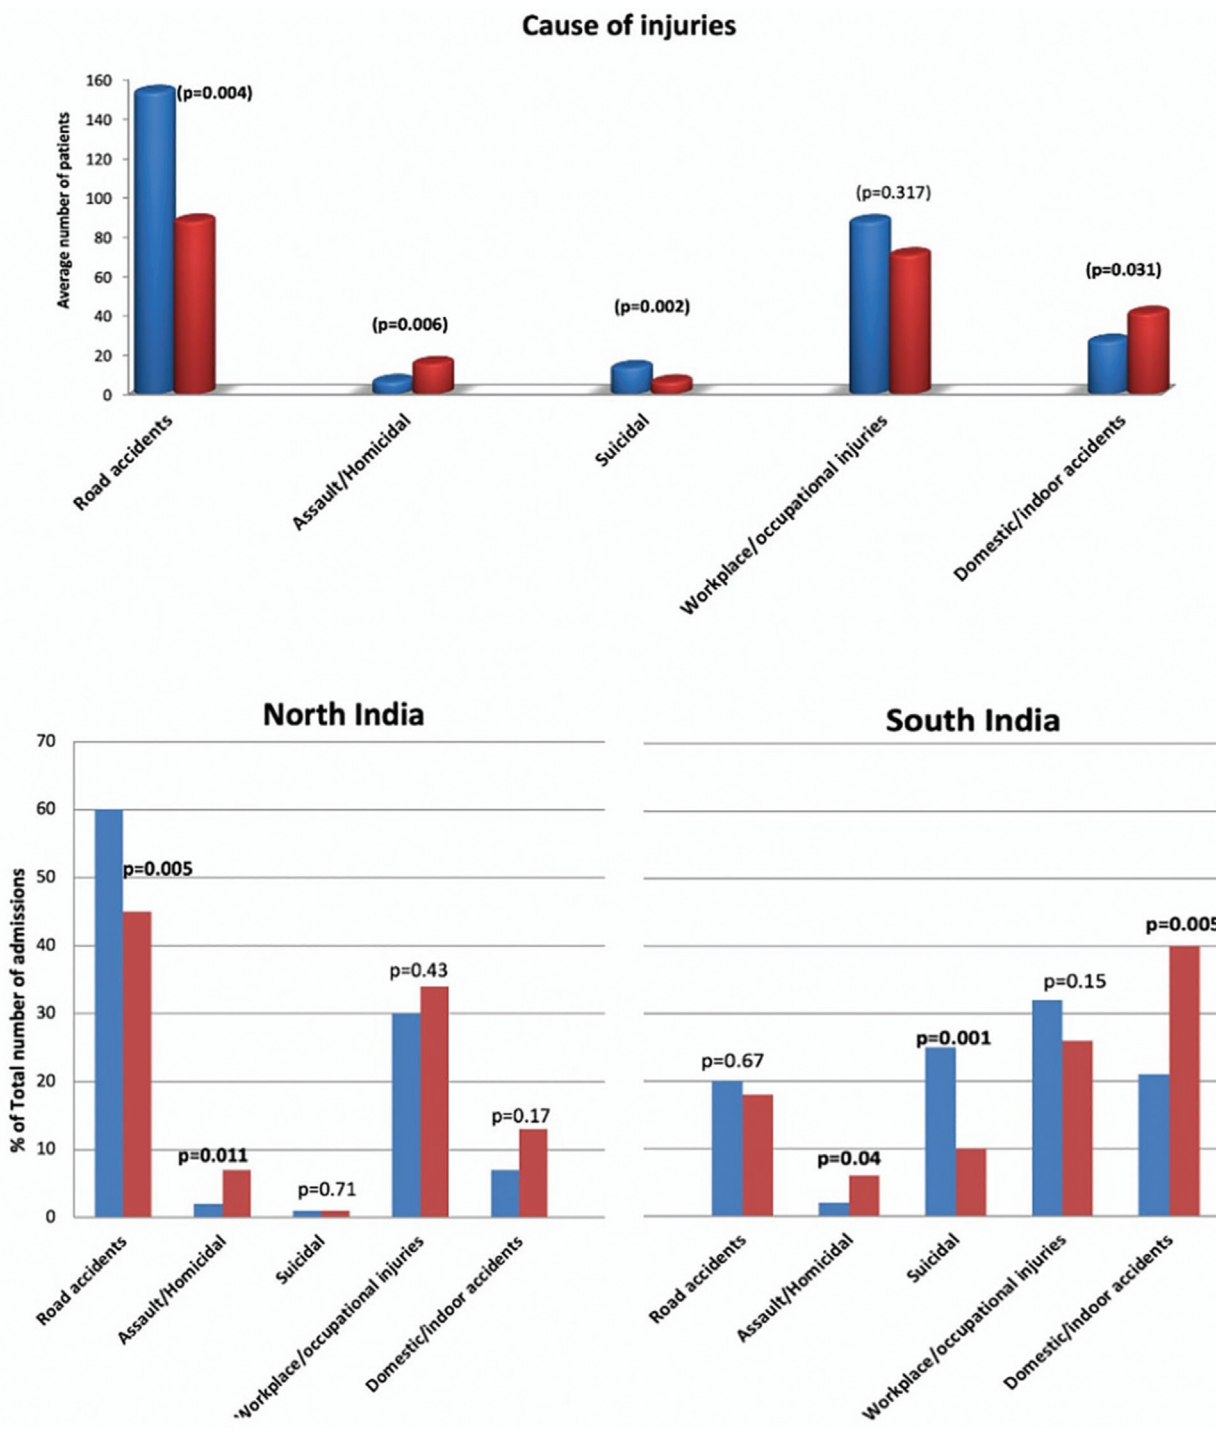 Cause of injuries
Average number of patients
160
140
120
100
80
60
40
20
0
(p=0.004)
(p=0.006)
(p=0.002)
(p=0.317)
(p=0.031)
Road accidents
Assault/Homicidal
Suicidal
Workplace/occupational injuries
Domestic/indoor accidents
North India
% of Total number of admissions
70
60
50
40
30
20
10
0
p=0.005
p=0.011
p=0.71
p=0.43
p=0.17
Road accidents
Assault/Homicidal
Suicidal
Workplace/occupational injuries
Domestic/indoor accidents
South India
p=0.67
p=0.04
p=0.001
p=0.15
p=0.005
Road accidents
Assault/Homicidal
Suicidal
Workplace/occupational injuries
Domestic/indoor accidents